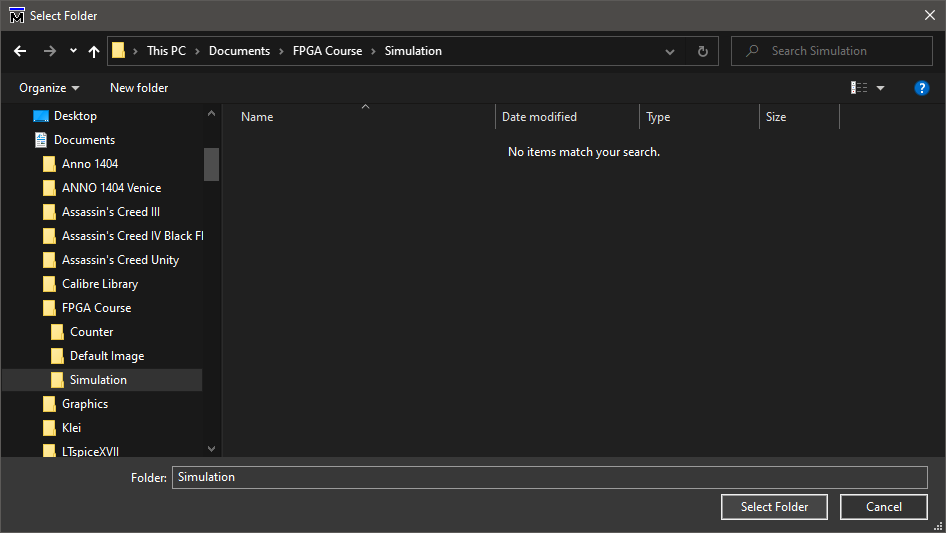 Select Folder
This PC > Documents > FPGA Course > Simulation
Search Simulation
Organize
New folder
?
Name
Date modified
Type
Size
No items match your search.
Desktop
Documents
Anno 1404
ANNO 1404 Venice
Assassin's Creed III
Assassin's Creed IV Black Fl
Assassin's Creed Unity
Calibre Library
FPGA Course
Counter
Default Image
Simulation
Graphics
Klei
LTspiceXVII
Folder: Simulation
Select Folder
Cancel